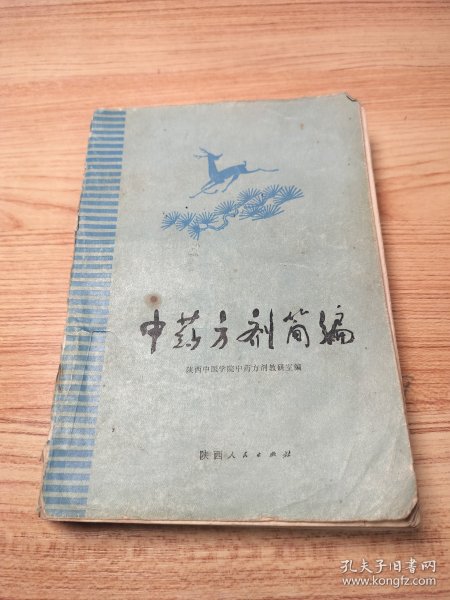 中药方剂简编
陕西中医学院中药方剂教研室编
陕西人民出版社
孔夫子旧书网
www.kongfz.com